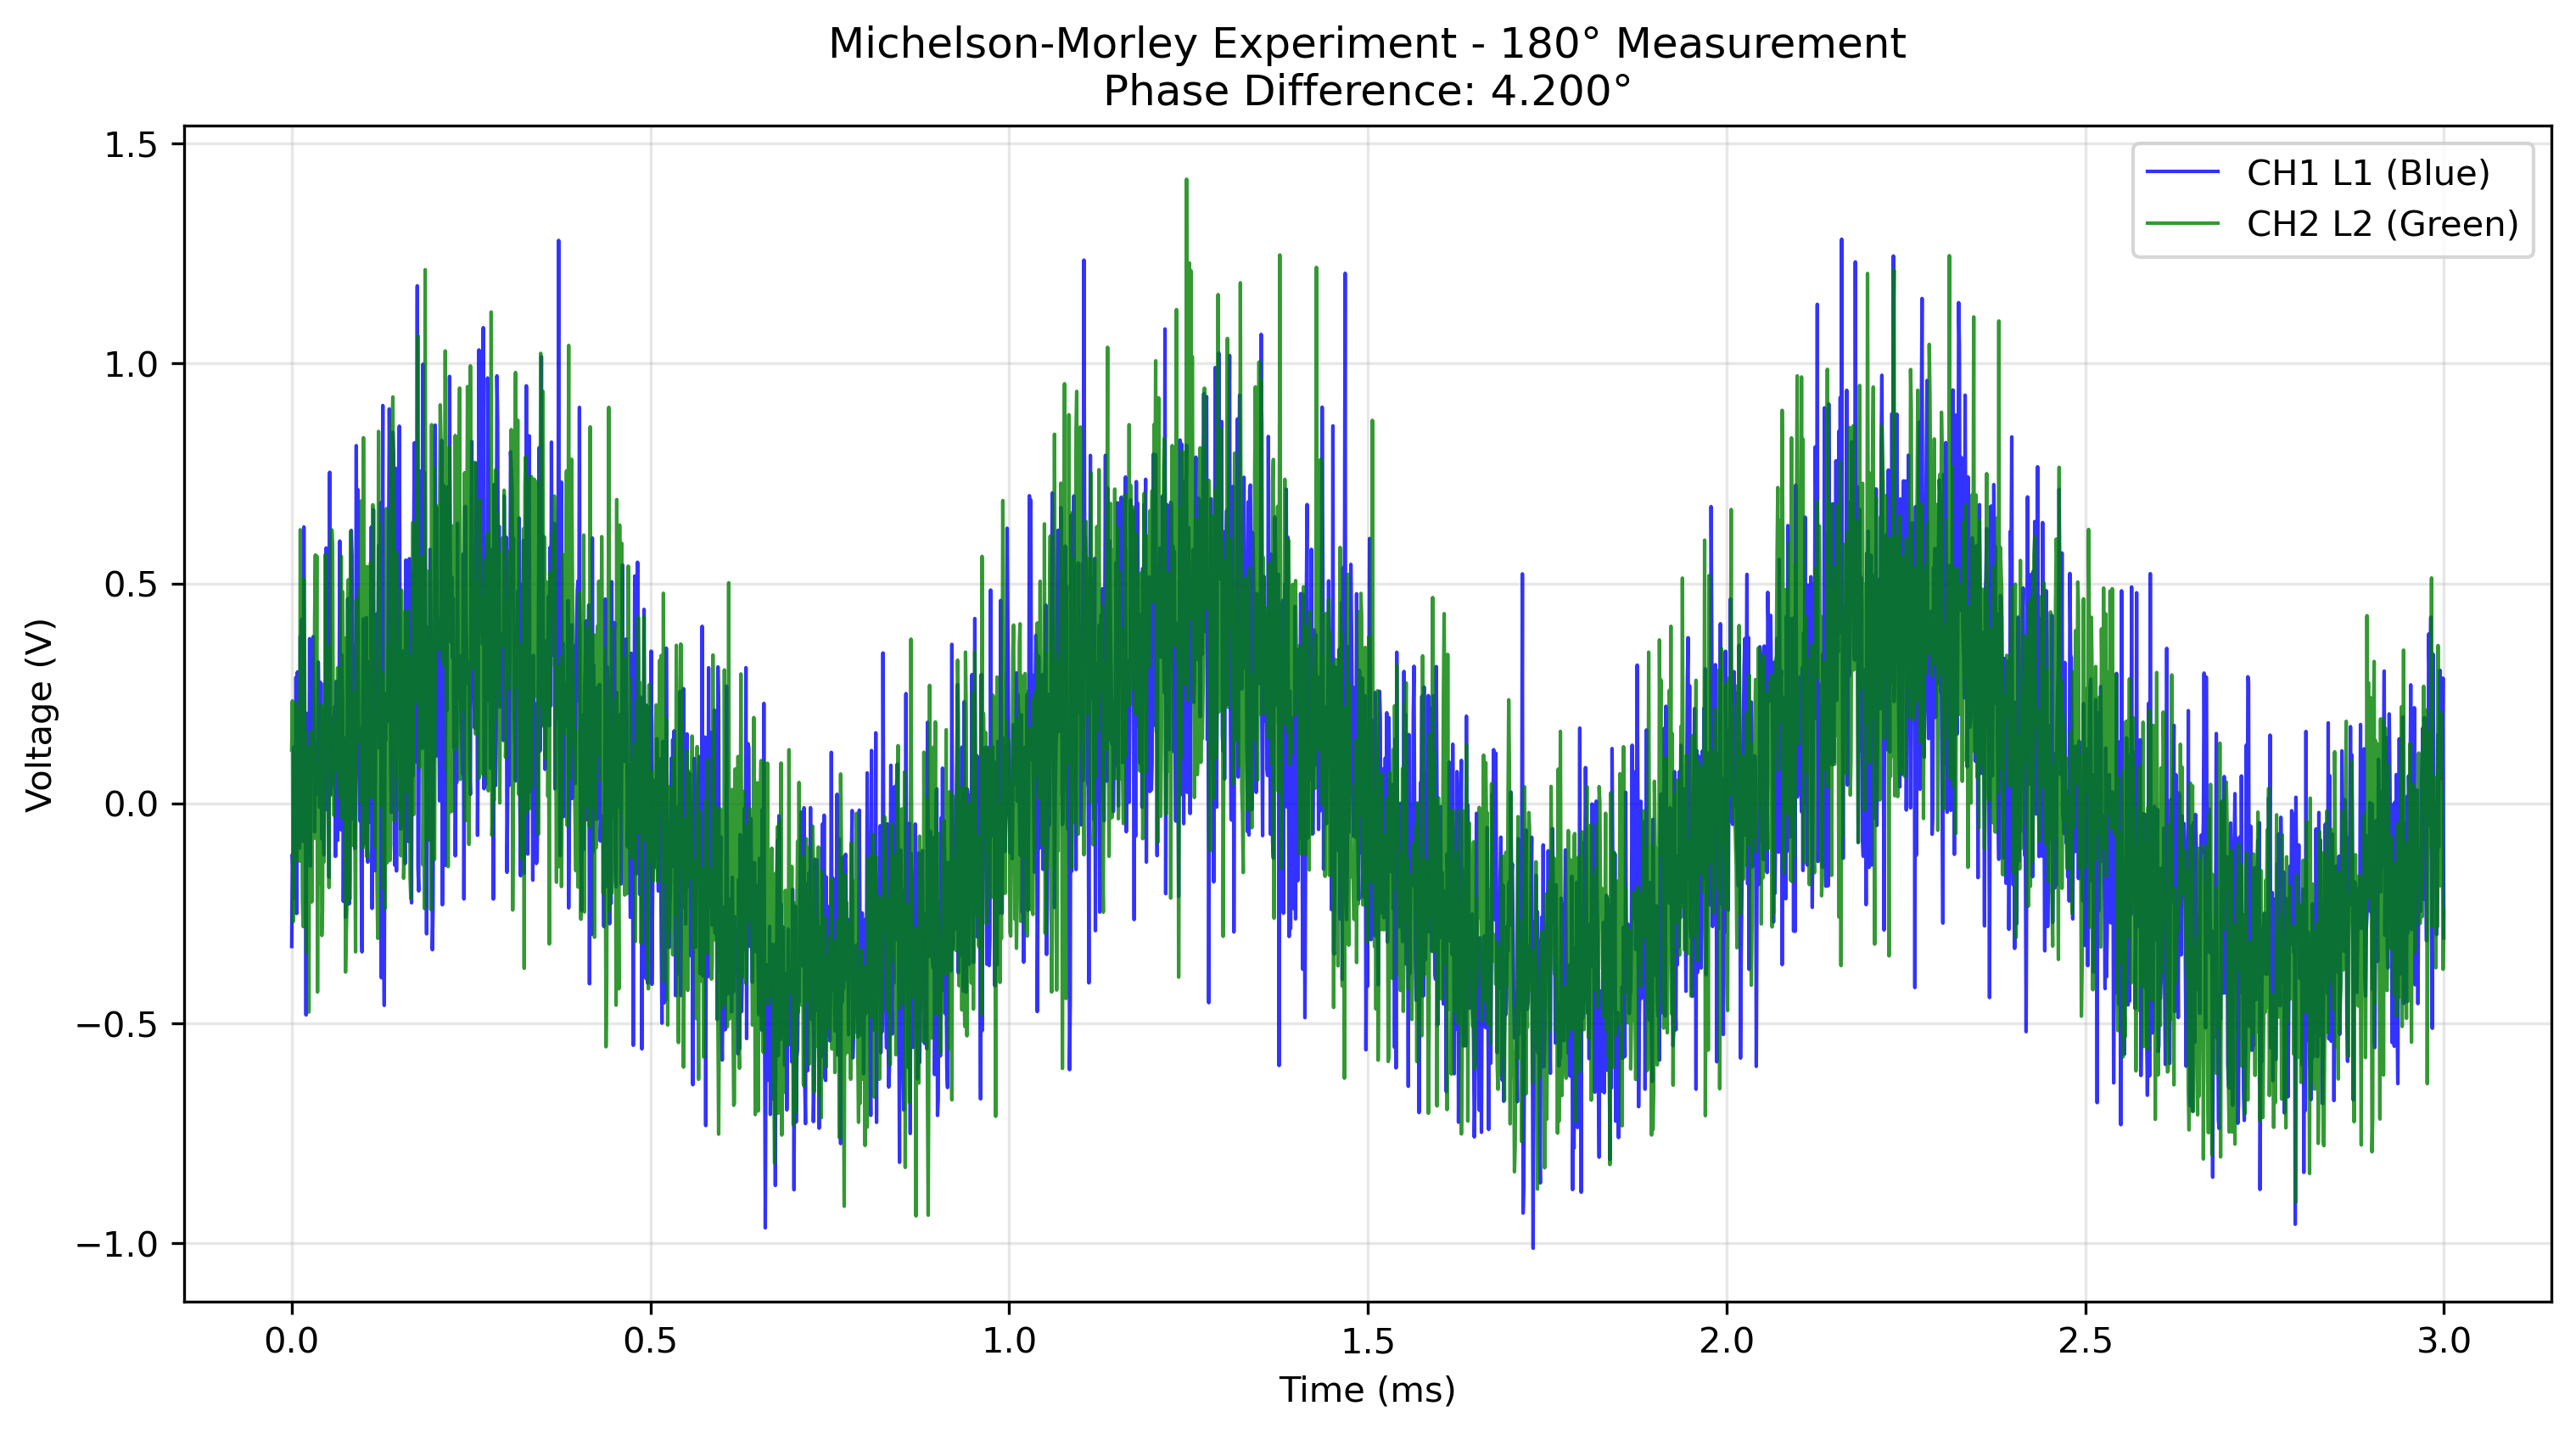 Michelson-Morley Experiment - 180° Measurement
Phase Difference: 4.200°
CH1 L1 (Blue)
CH2 L2 (Green)
Voltage (V)
1.5
1.0
0.5
0.0
−0.5
−1.0
0.0 0.5 1.0 1.5 2.0 2.5 3.0
Time (ms)